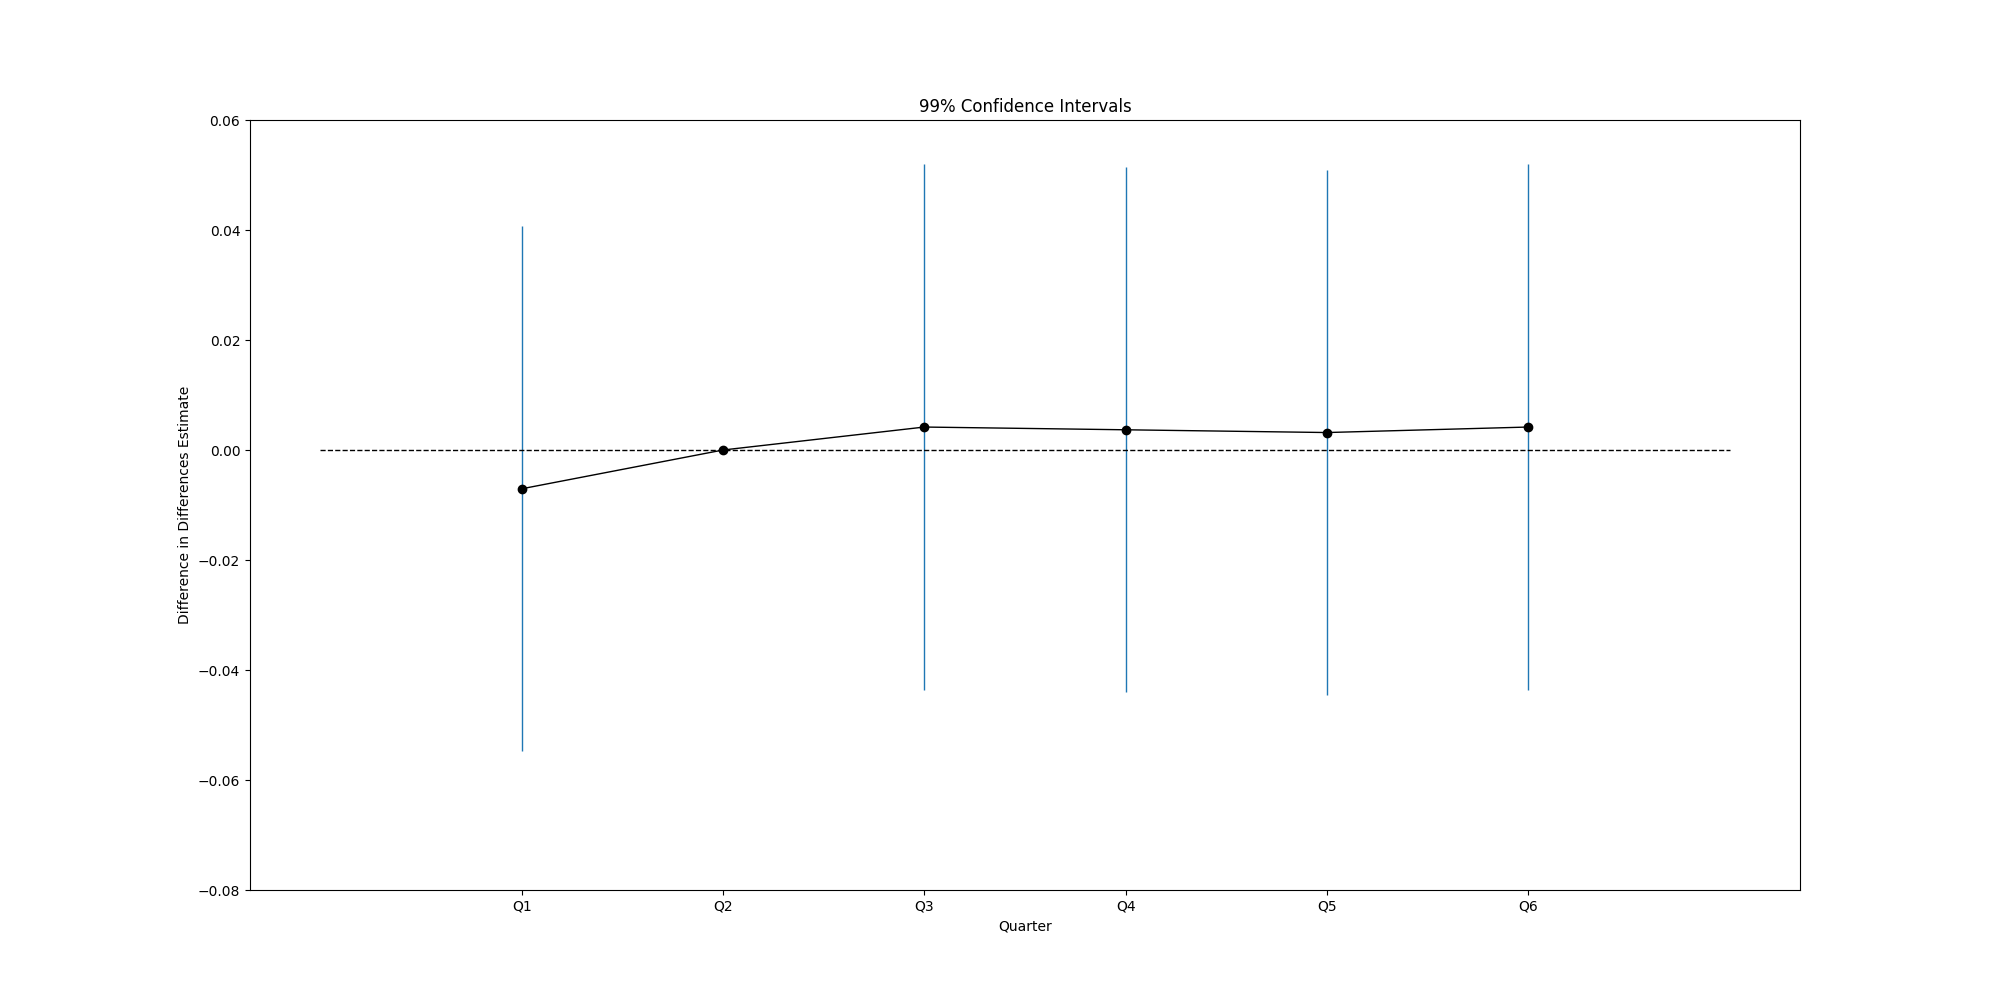 99% Confidence Intervals
0.06
0.04
0.02
0.00
−0.02
−0.04
−0.06
−0.08
Difference in Differences Estimate
Q1 Q2 Q3 Q4 Q5 Q6
Quarter